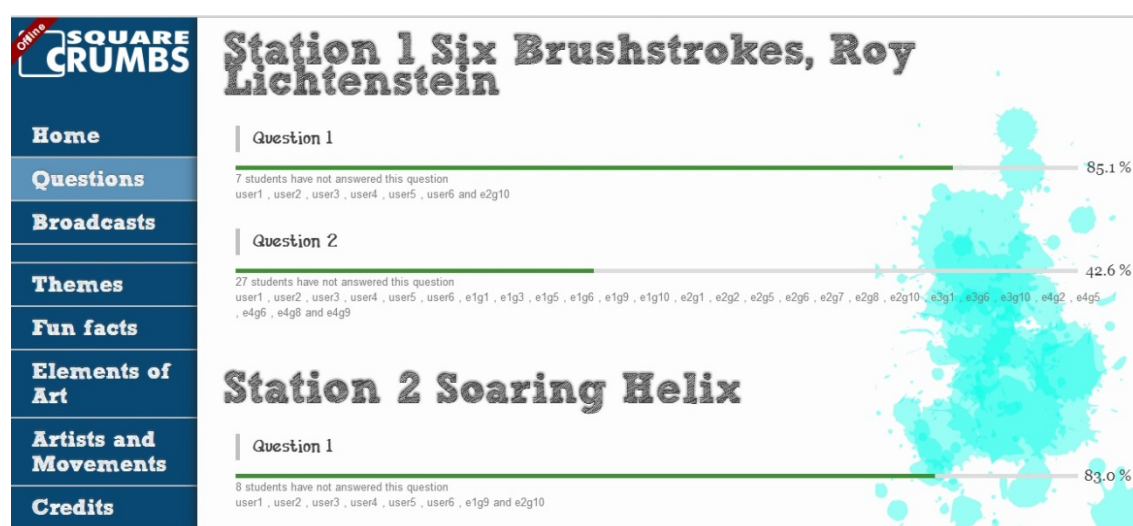 Offline
SQUARE
CRUMBS
Home
Questions
Broadcasts
Themes
Fun facts
Elements of
Art
Artists and
Movements
Credits
Station 1 Six Brushstrokes, Roy
Lichtenstein
Question 1
85.1 %
7 students have not answered this question
user1 , user2 , user3 , user4 , user5 , user6 and e2g10
Question 2
42.6 %
27 students have not answered this question
user1 , user2 , user3 , user4 , user5 , user6 , e1g1 , e1g3 , e1g5 , e1g6 , e1g9 , e1g10 , e2g1 , e2g2 , e2g5 , e2g6 , e2g7 , e2g8 , e2g10 , e3g1 , e3g6 , e3g10 , e4g2 , e4g5
, e4g6 , e4g8 and e4g9
Station 2 Soaring Helix
Question 1
83.0 %
8 students have not answered this question
user1 , user2 , user3 , user4 , user5 , user6 , e1g9 and e2g10